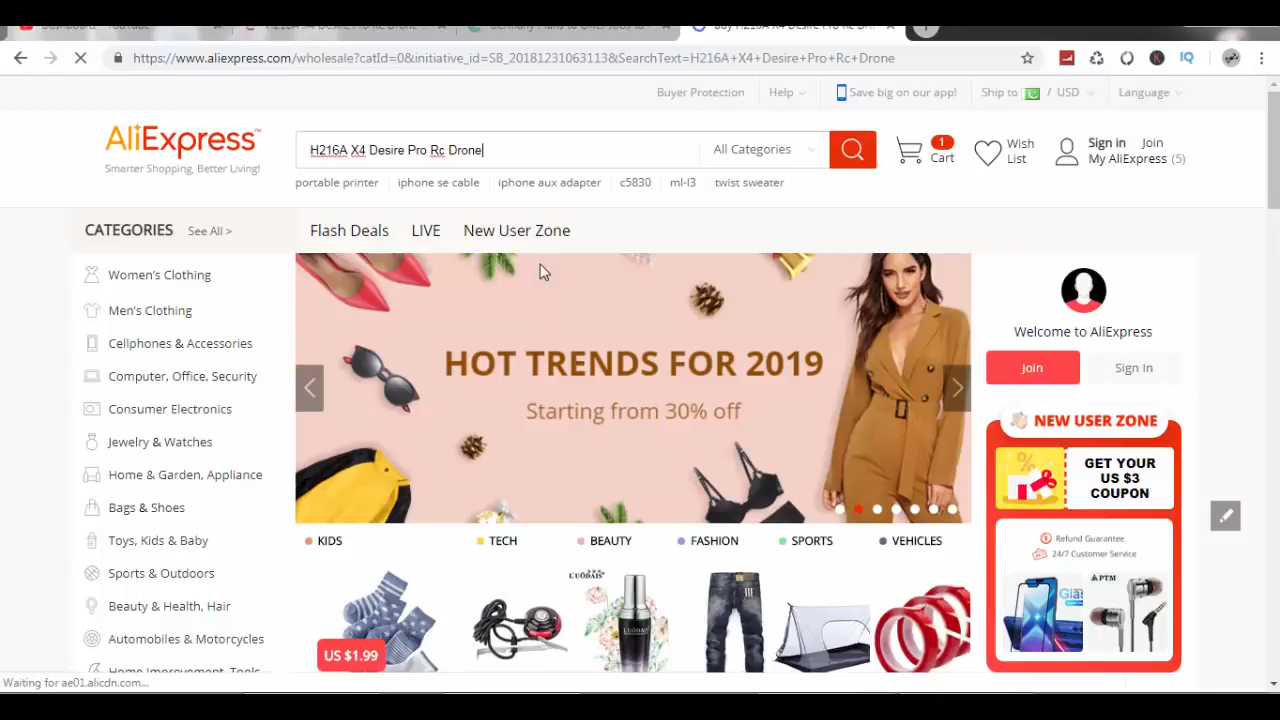 https://www.aliexpress.com/wholesale?catId=0&initiative_id=SB_20181231063113&SearchText=H216A+X4+Desire+Pro+Rc+Drone
Buyer Protection Help Save big on our app! Ship to / USD Language
AliExpress™
Smarter Shopping, Better Living!
H216A X4 Desire Pro Rc Drone
All Categories
1
Cart
Wish
List
Sign in Join
My AliExpress (5)
portable printer iphone se cable iphone aux adapter c5830 ml-l3 twist sweater
CATEGORIES See All >
Flash Deals LIVE New User Zone
Women's Clothing
Men's Clothing
Cellphones & Accessories
Computer, Office, Security
Consumer Electronics
Jewelry & Watches
Home & Garden, Appliance
Bags & Shoes
Toys, Kids & Baby
Sports & Outdoors
Beauty & Health, Hair
Automobiles & Motorcycles
Home Improvement, Tools
HOT TRENDS FOR 2019
Starting from 30% off
Welcome to AliExpress
Join Sign In
NEW USER ZONE
GET YOUR
US $3
COUPON
Refund Guarantee
24/7 Customer Service
PTM
KIDS TECH BEAUTY FASHION SPORTS VEHICLES
US $1.99
Waiting for ae01.alicdn.com...